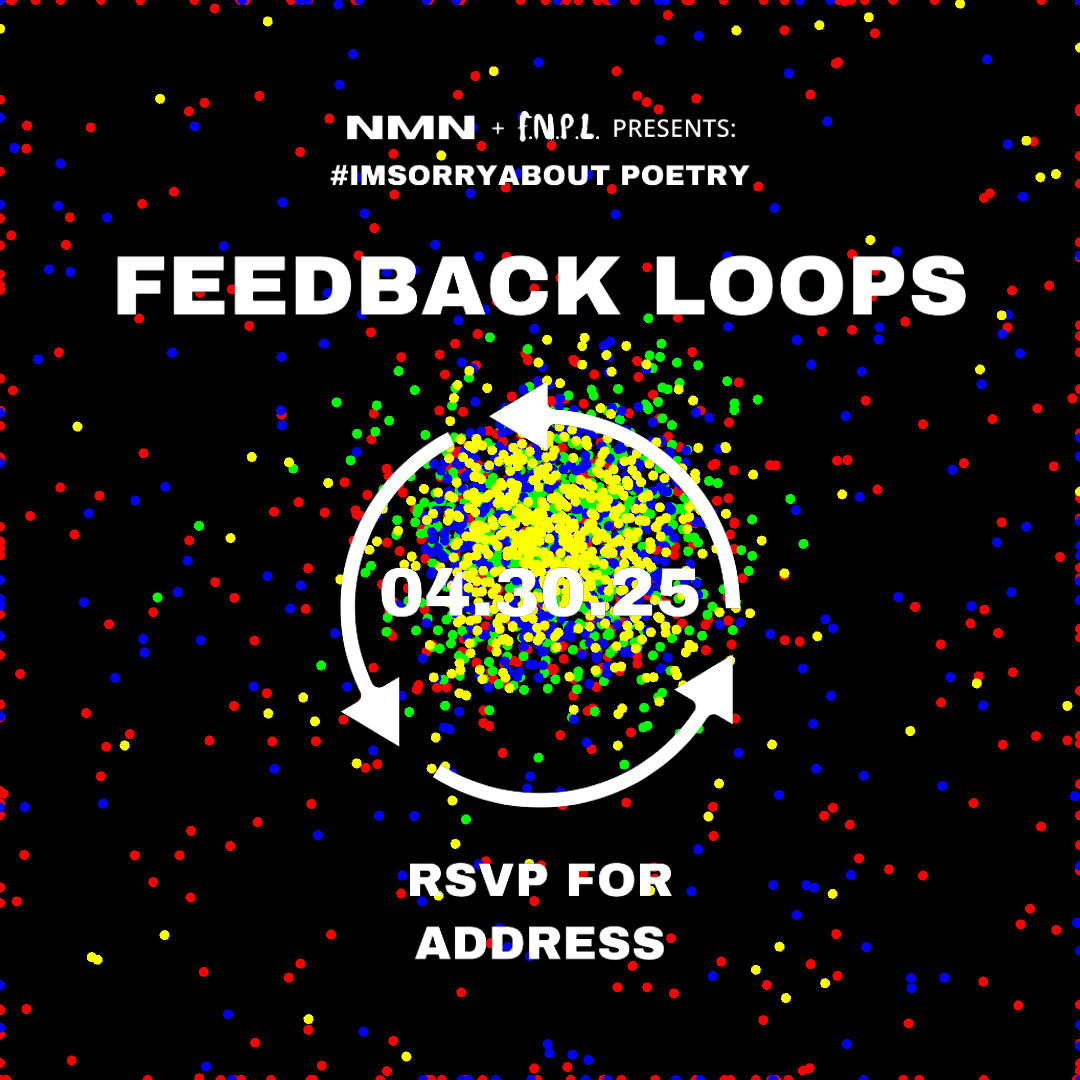 NMN + F.N.P.L. PRESENTS:
#IMSORRYABOUT POETRY
FEEDBACK LOOPS
04.30.25
RSVP FOR
ADDRESS